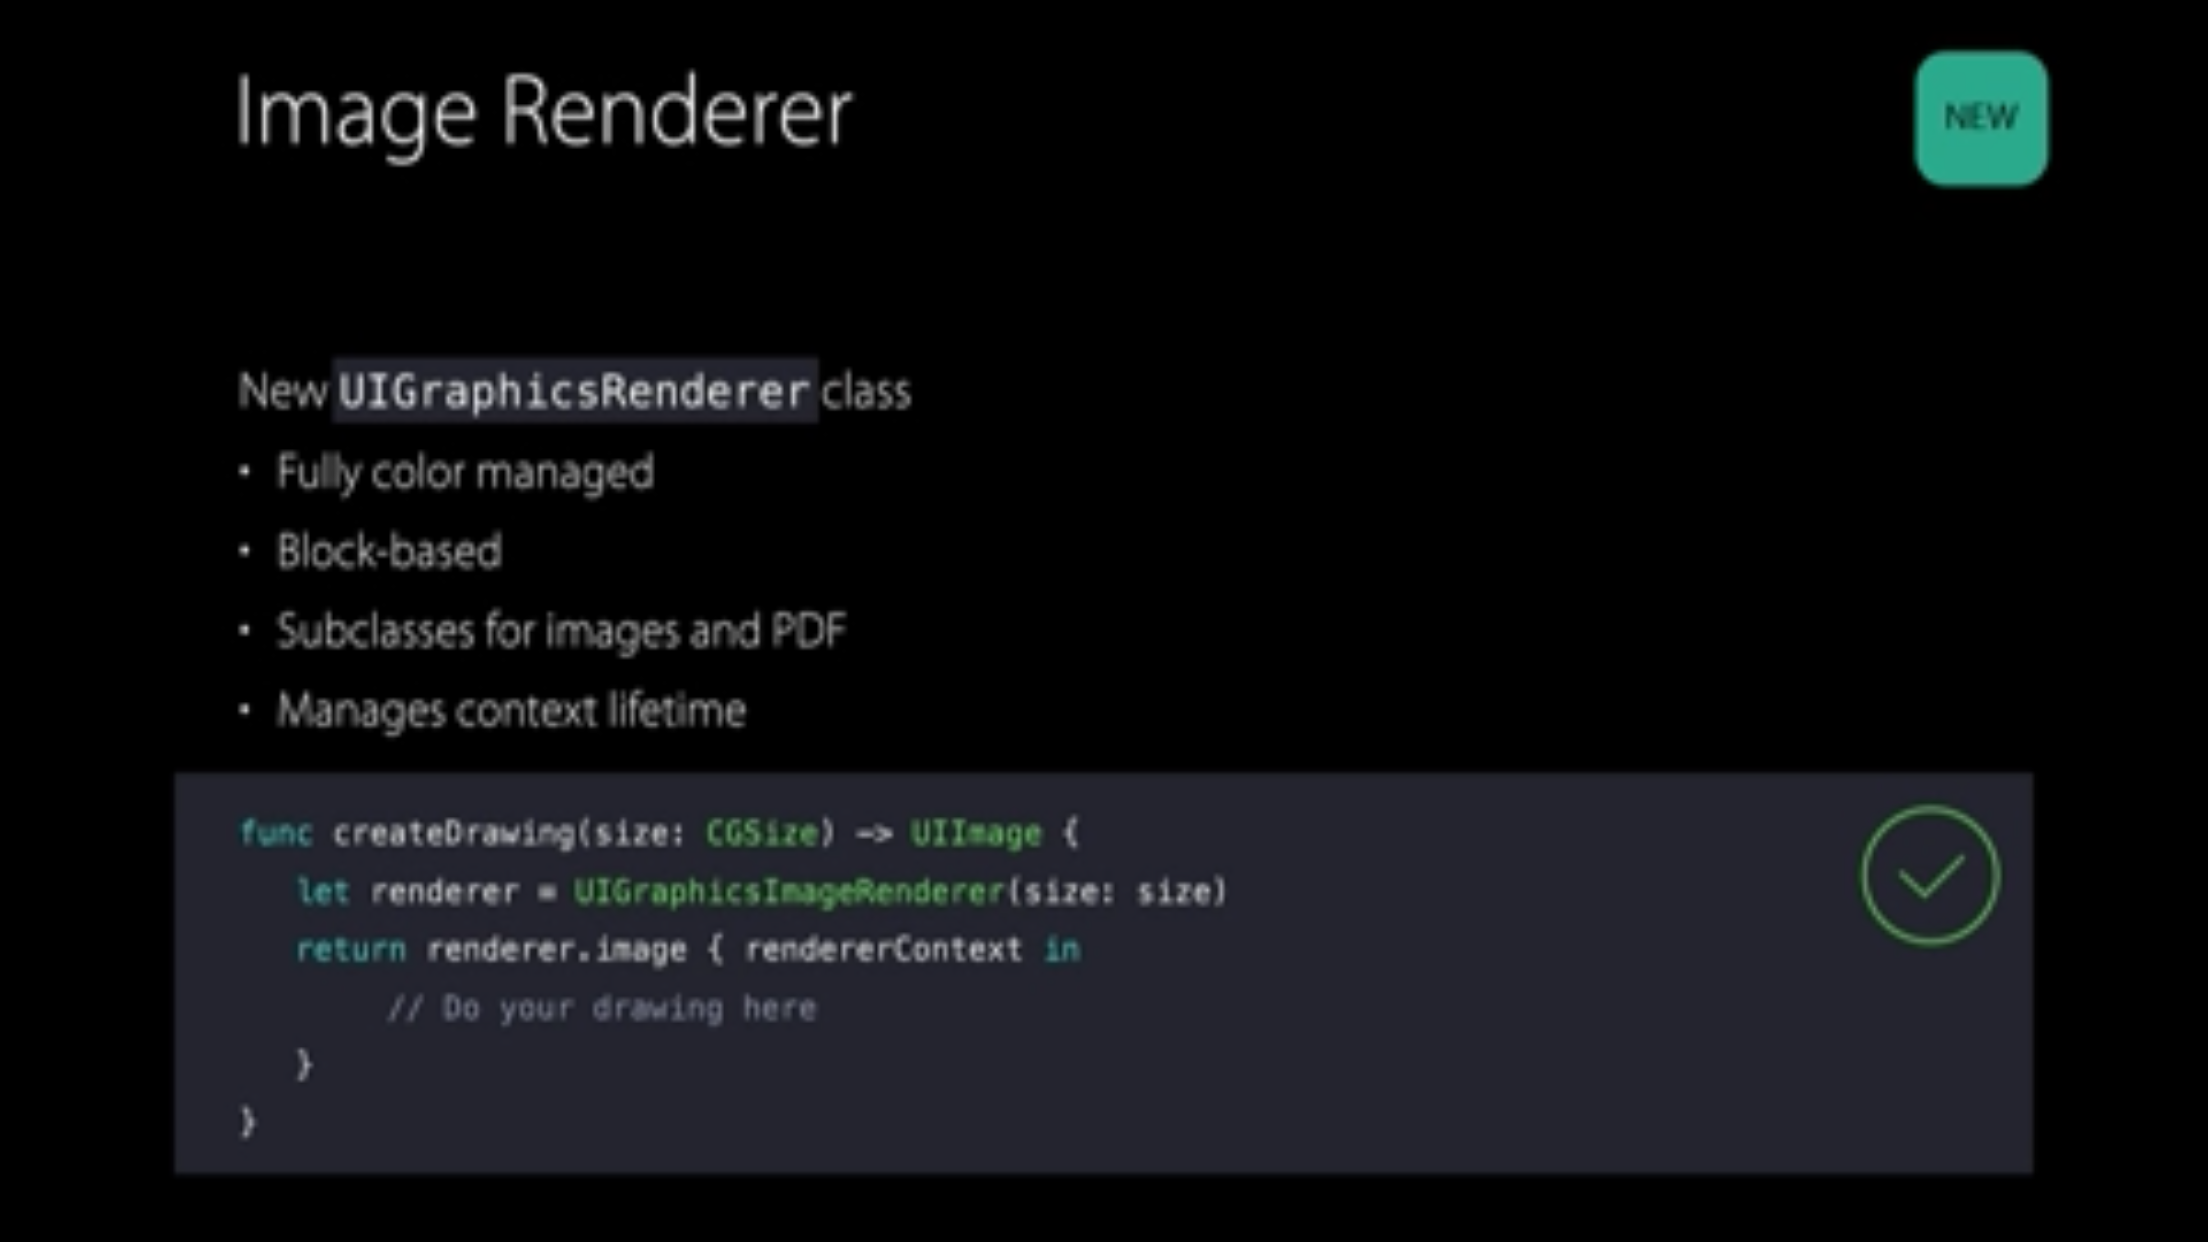 Image Renderer
NEW
New UIGraphicsRenderer class
• Fully color managed
• Block-based
• Subclasses for images and PDF
• Manages context lifetime
func createDrawing(size: CGSize) -> UIImage {
   let renderer = UIGraphicsImageRenderer(size: size)
   return renderer.image { rendererContext in
        // Do your drawing here
   }
}